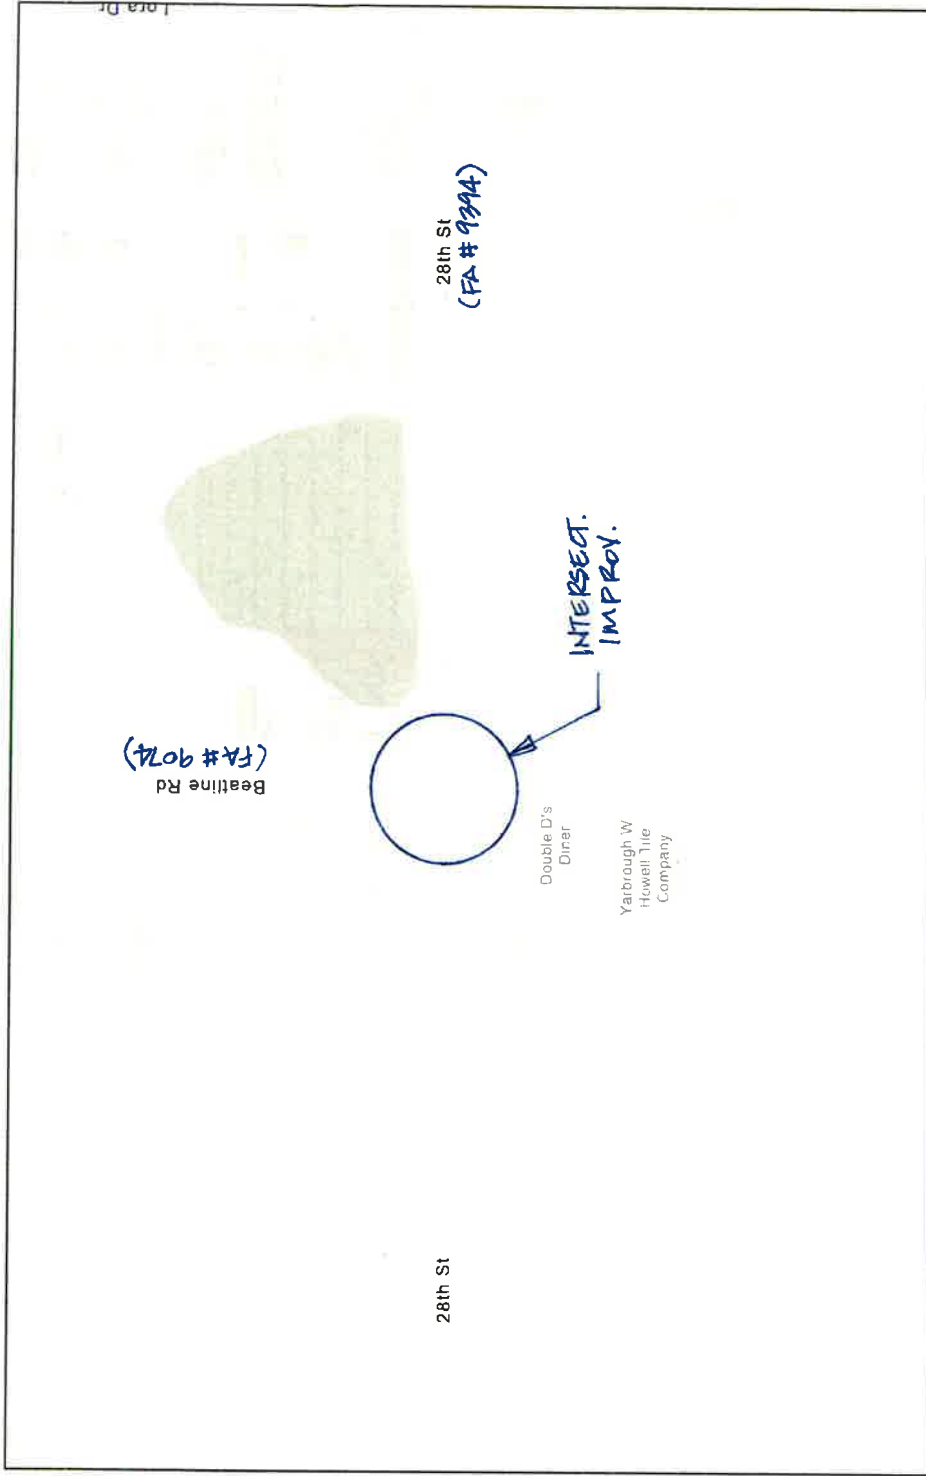 Lora Dr
Beatline Rd
(FA# 9074)
28th St
28th St
(FA # 9394)
Double D's
Diner
INTERSECT.
IMPROV.
Yarbrough W
Howell Tile
Company